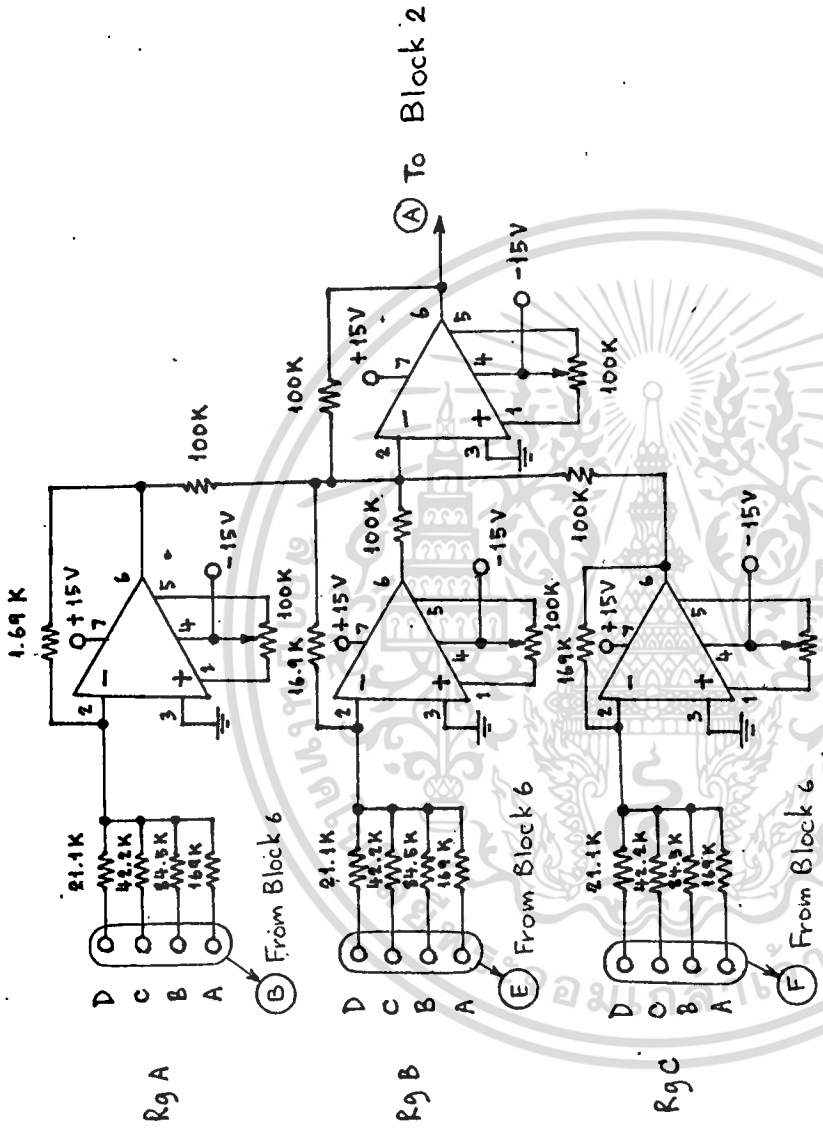 1.69 K
+15V
7
2
−
6
5
4
+
3
1
-15V
100K
100K
21.1K
42.2K
84.5K
169K
D
C
B
A
Rg A
B From Block 6
100K
+15V
7
2
−
6
5
4
+
3
1
-15V
100K
A To Block 2
16.9K
+15V
7
2
−
6
5
4
+
3
1
-15V
100K
100K
21.1K
42.2K
84.5K
169K
D
C
B
A
Rg B
E From Block 6
100K
169K
+15V
7
2
−
6
5
4
+
3
1
-15V
21.1K
42.2K
84.5K
169K
D
C
B
A
Rg C
F From Block 6